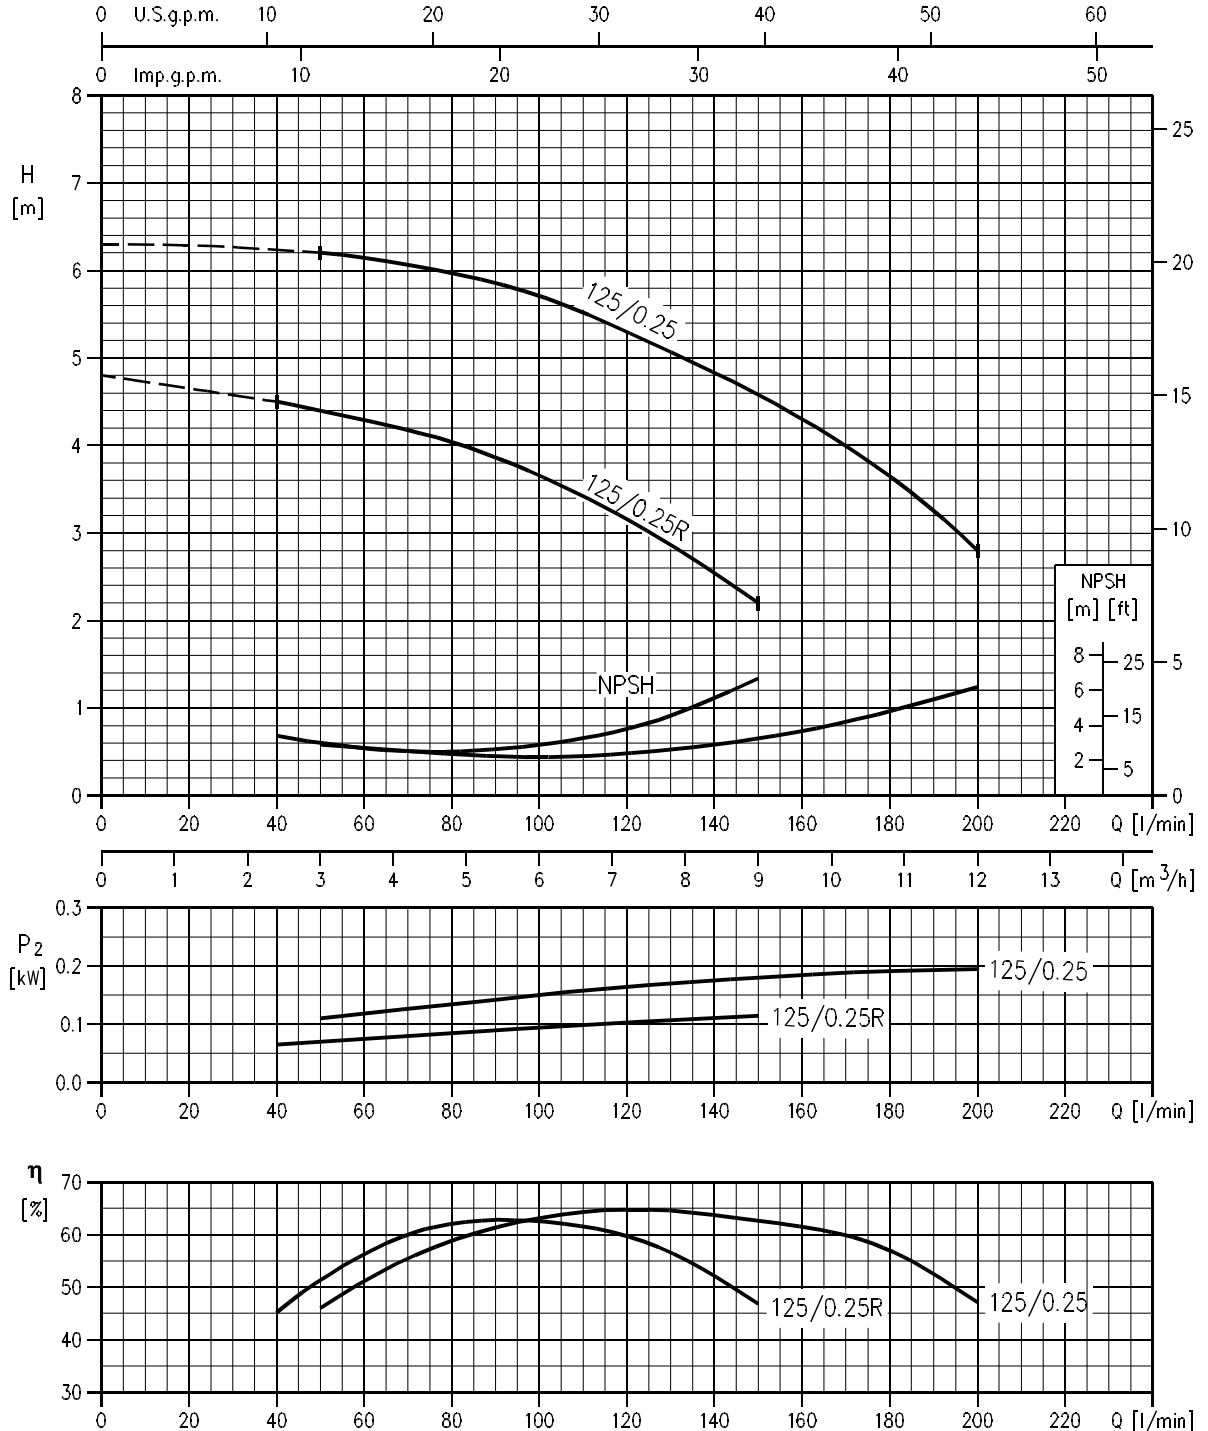 0 U.S.g.p.m. 10 20 30 40 50 60
0 Imp.g.p.m. 10 20 30 40 50
8
25
H
[m]
7
6
20
125/0.25
5
15
4
125/0.25R
3
10
NPSH
[m] [ft]
2
8
25
5
NPSH
6
1
15
4
2
5
0
0
0 20 40 60 80 100 120 140 160 180 200 220 Q [l/min]
0 1 2 3 4 5 6 7 8 9 10 11 12 13 Q [m³/h]
0.3
P2
[kW]
0.2
125/0.25
0.1
125/0.25R
0.0
0 20 40 60 80 100 120 140 160 180 200 220 Q [l/min]
η
[%]
70
60
50
125/0.25R
125/0.25
40
30
0 20 40 60 80 100 120 140 160 180 200 220 Q [l/min]